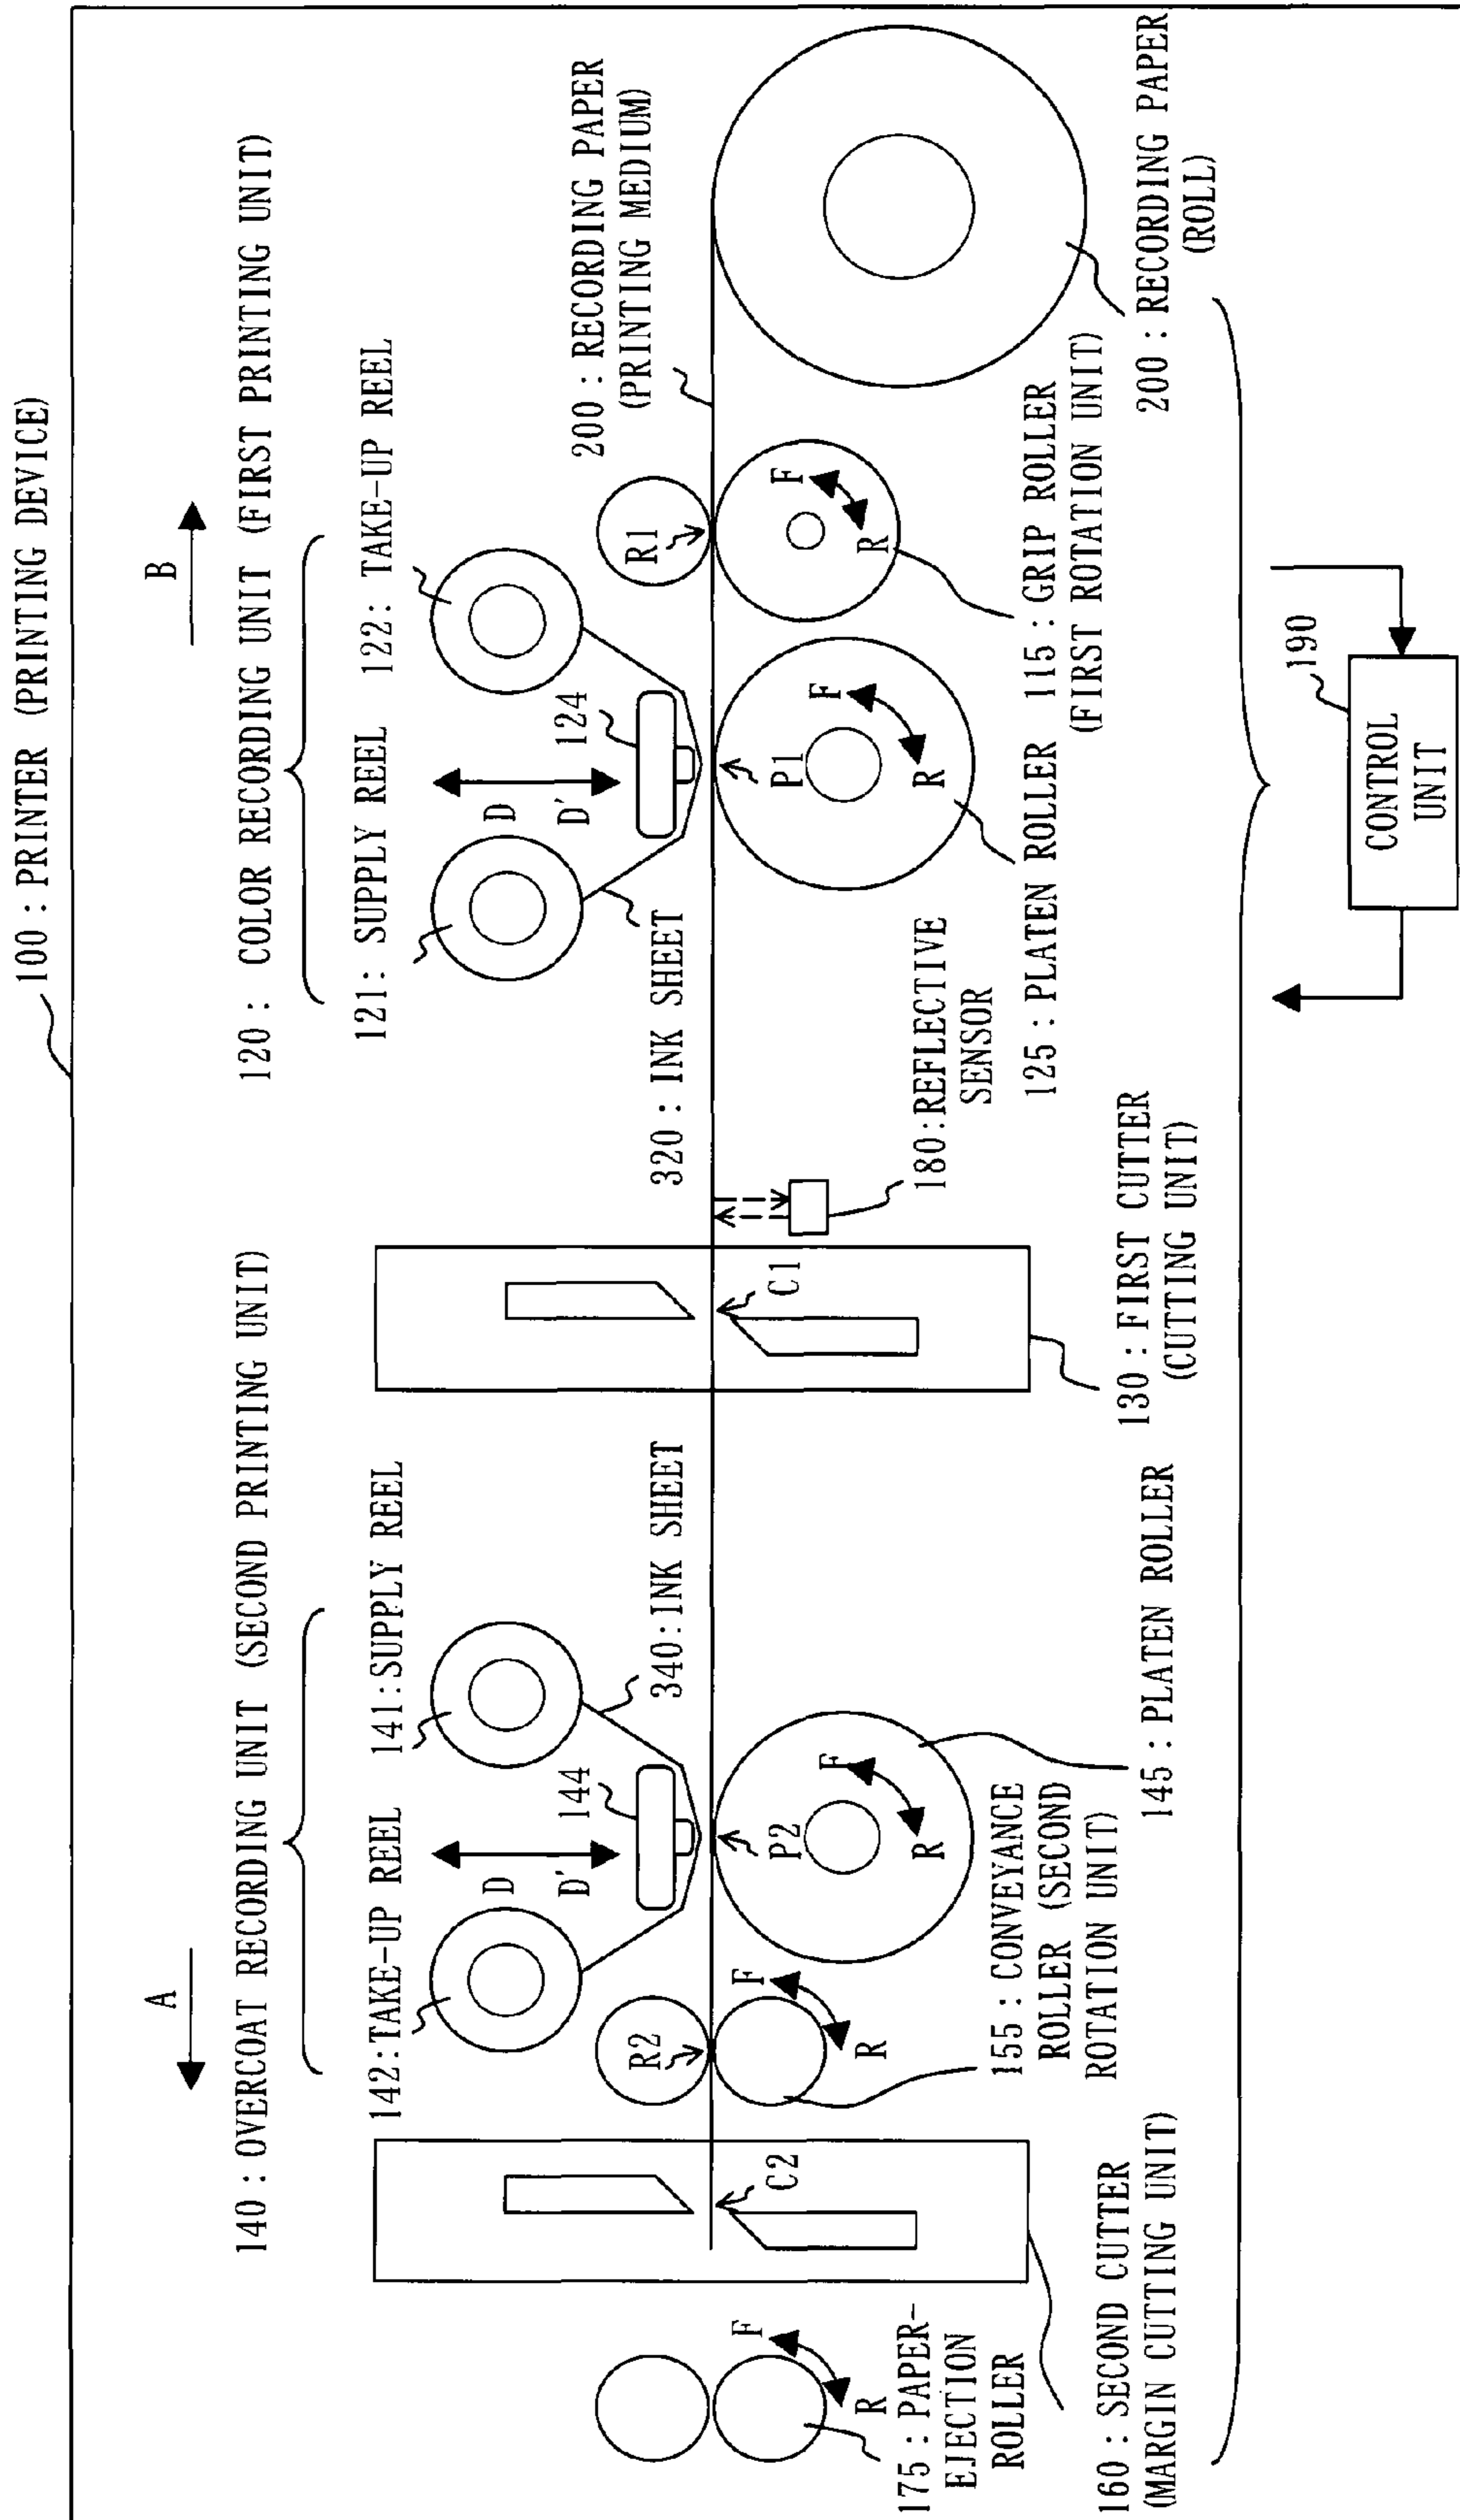 100 : PRINTER (PRINTING DEVICE)
A
B
140 : OVERCOAT RECORDING UNIT (SECOND PRINTING UNIT)
120 : COLOR RECORDING UNIT (FIRST PRINTING UNIT)
142 : TAKE-UP REEL
141 : SUPPLY REEL
121 : SUPPLY REEL
122 : TAKE-UP REEL
D
D'
144
D
D'
124
200 : RECORDING PAPER
(PRINTING MEDIUM)
R2
340 : INK SHEET
320 : INK SHEET
R1
F
F
P2
F
R
R
R
C2
C1
P1
F
R
F
R
175 : PAPER-
EJECTION
ROLLER
155 : CONVEYANCE
ROLLER (SECOND
ROTATION UNIT)
180 : REFLECTIVE
SENSOR
125 : PLATEN ROLLER
115 : GRIP ROLLER
(FIRST ROTATION UNIT)
160 : SECOND CUTTER
(MARGIN CUTTING UNIT)
145 : PLATEN ROLLER
130 : FIRST CUTTER
(CUTTING UNIT)
200 : RECORDING PAPER
(ROLL)
190
CONTROL
UNIT